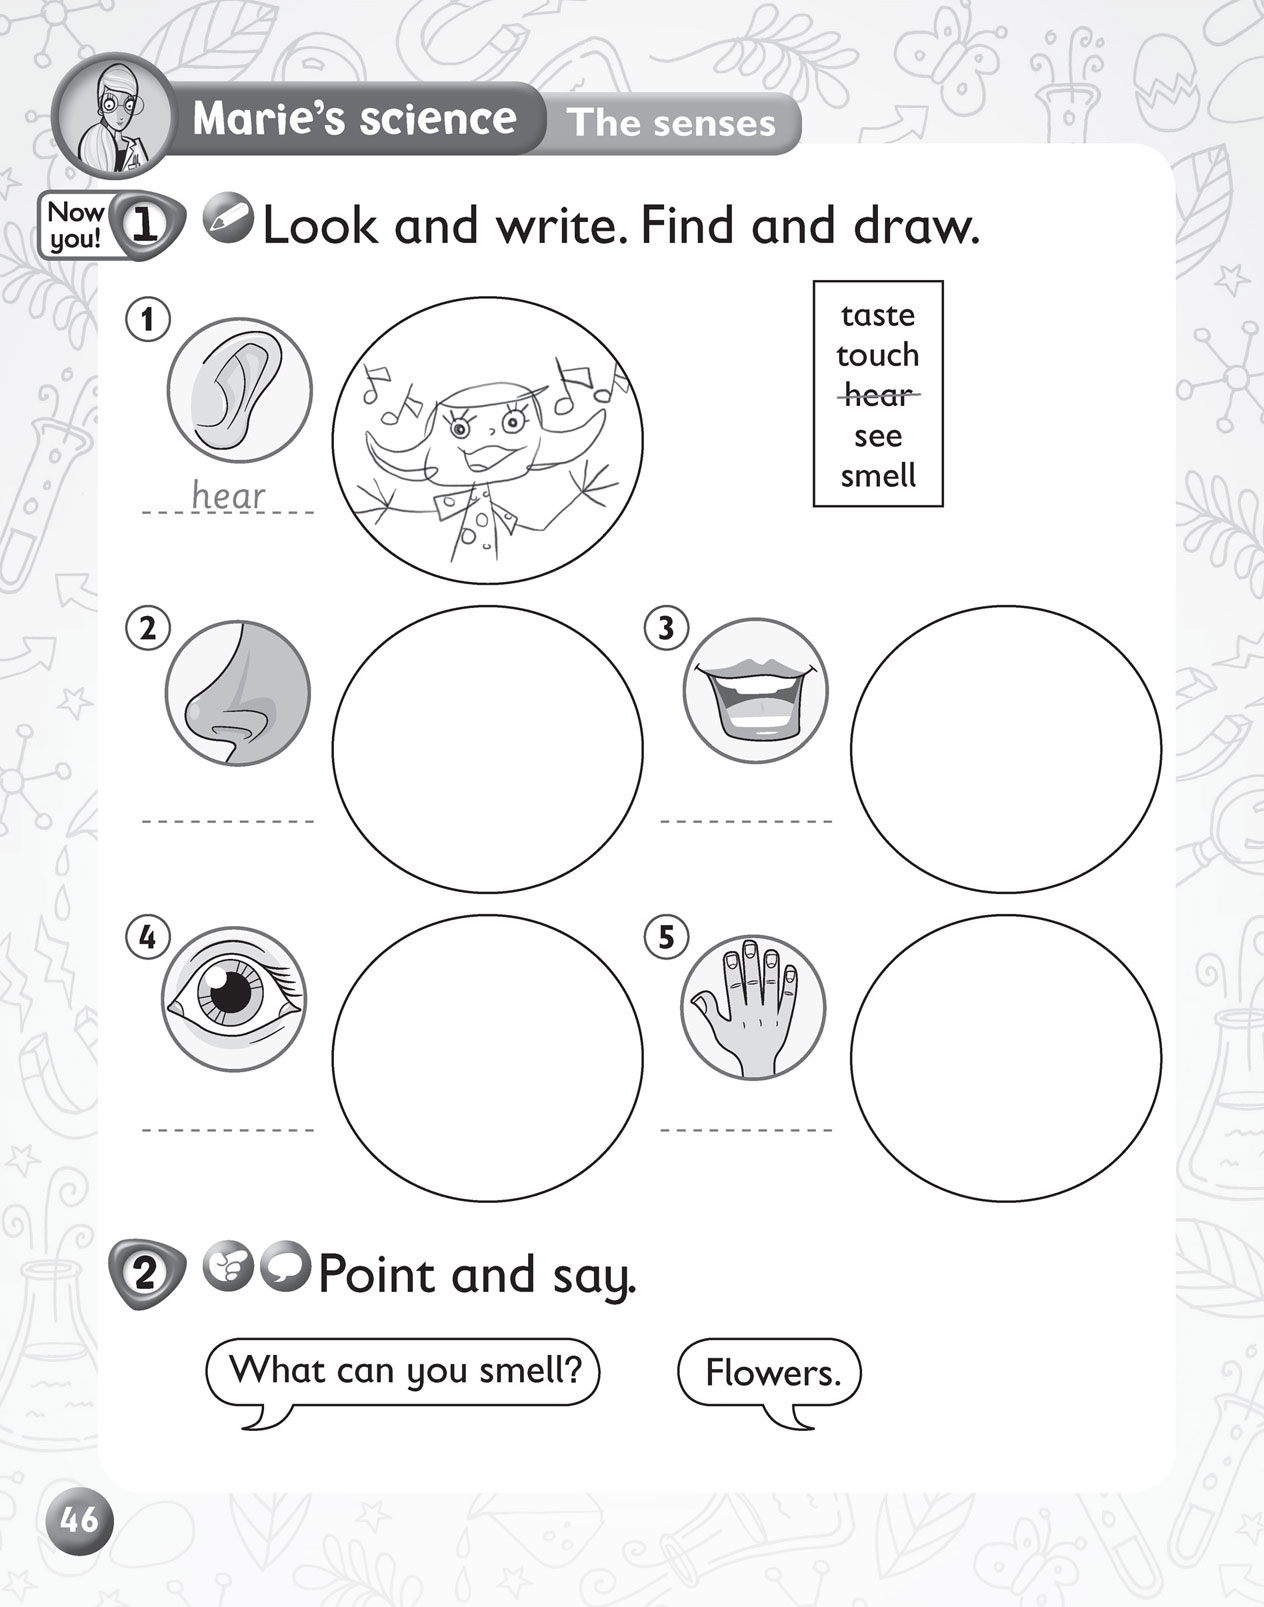 Marie's science
The senses
Now
you!
1
Look and write. Find and draw.
1
hear
taste
touch
hear
see
smell
2
3
4
5
2
Point and say.
What can you smell?
Flowers.
46